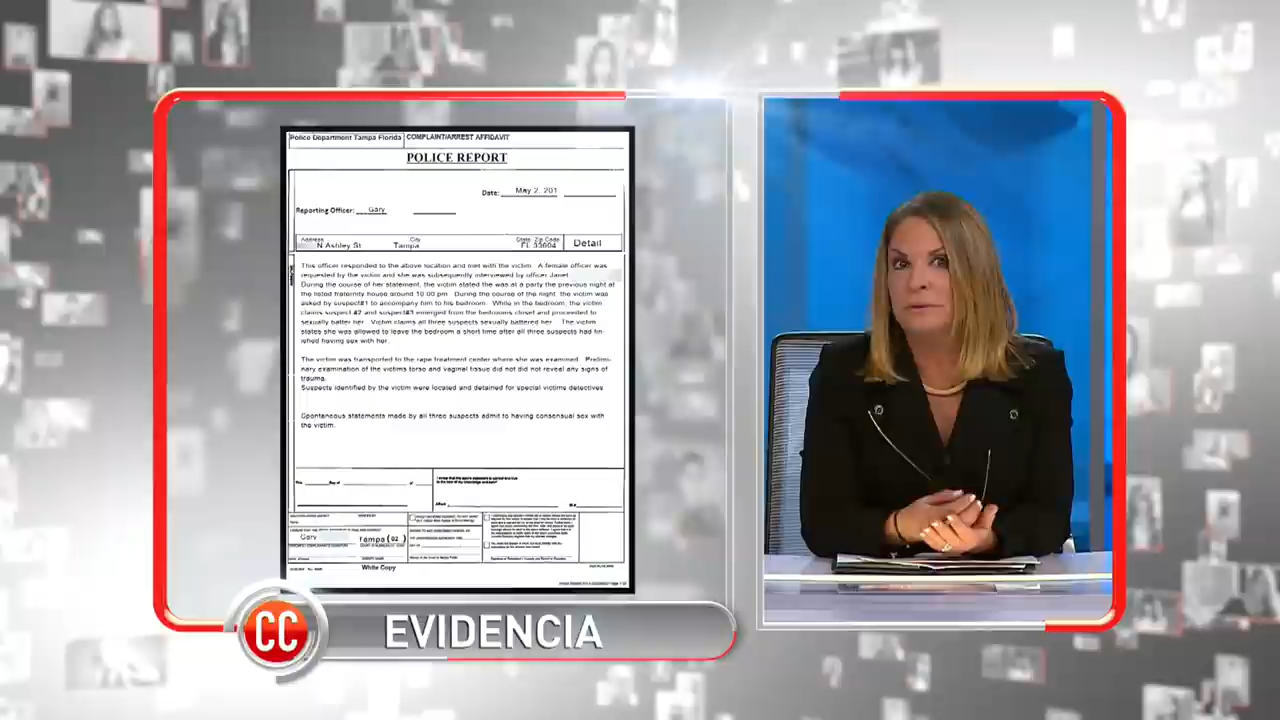 Police Department Tampa Florida COMPLAINT/ARREST AFFIDAVIT
POLICE REPORT
Date: May 2, 201
Reporting Officer: Gary
Address City State Zip Code
N Ashley St Tampa FL 33604 Detail
This officer responded to the above location and met with the victim. A female officer was
requested by the victim and she was subsequently interviewed by officer Janet
During the course of her statement, the victim stated the was at a party the previous night at
the listed fraternity house around 10:00 pm. During the course of the night, the victim was
asked by suspect#1 to accompany him to his bedroom. While in the bedroom, the victim
claims suspect #2 and suspect#3 emerged from the bedrooms closet and proceeded to
sexually batter her. Victim claims all three suspects sexually battered her. The victim
states she was allowed to leave the bedroom a short time after all three suspects had fin-
ished having sex with her.
The victim was transported to the rape treatment center where she was examined. Prelimi-
nary examination of the victims torso and vaginal tissue did not did not reveal any signs of
trauma.
Suspects identified by the victim were located and detained for special victims detectives
Spontaneous statements made by all three suspects admit to having consensual sex with
the victim.
Gary
Tampa (02)
White Copy
CC EVIDENCIA